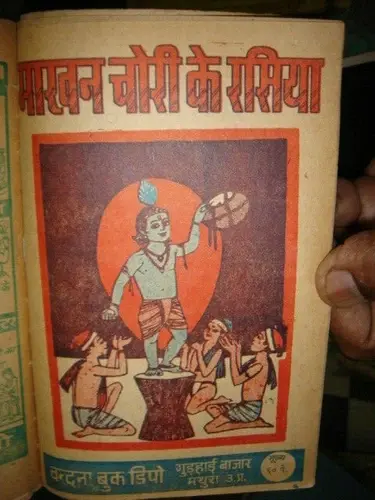 माखन चोरी के रसिया
वन्दना बुक डिपो
गुड़हाई बाजार
मथुरा उ.प्र.
मूल्य